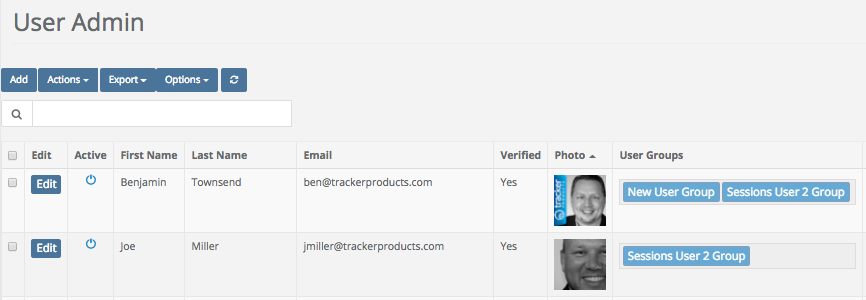 User Admin
Add Actions Export Options
Edit Active First Name Last Name Email Verified Photo User Groups
Edit Benjamin Townsend ben@trackerproducts.com Yes tracker New User Group Sessions User 2 Group
Edit Joe Miller jmiller@trackerproducts.com Yes Sessions User 2 Group